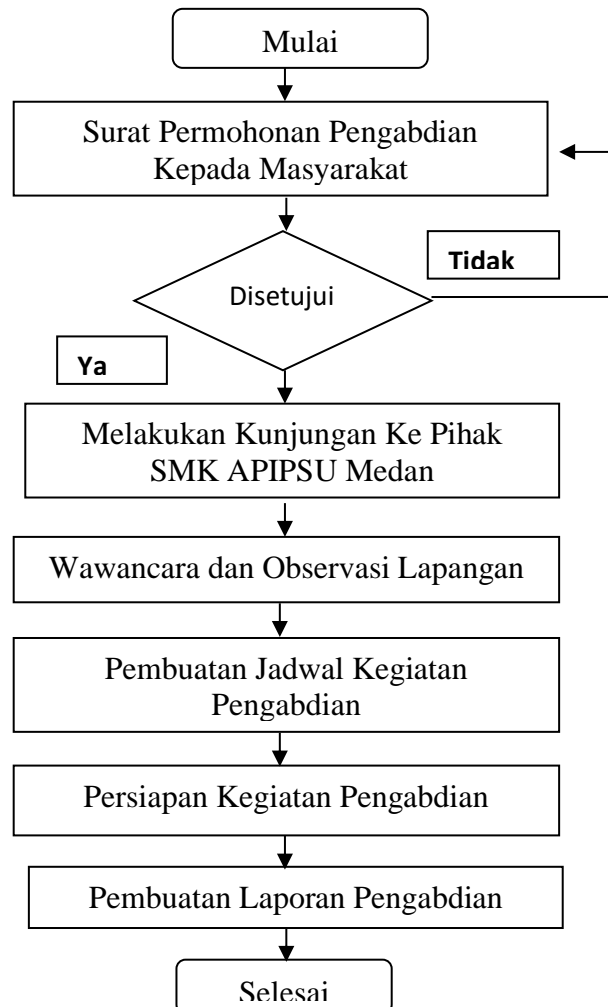 Mulai
Surat Permohonan Pengabdian
Kepada Masyarakat
Tidak
Disetujui
Ya
Melakukan Kunjungan Ke Pihak
SMK APIPSU Medan
Wawancara dan Observasi Lapangan
Pembuatan Jadwal Kegiatan
Pengabdian
Persiapan Kegiatan Pengabdian
Pembuatan Laporan Pengabdian
Selesai